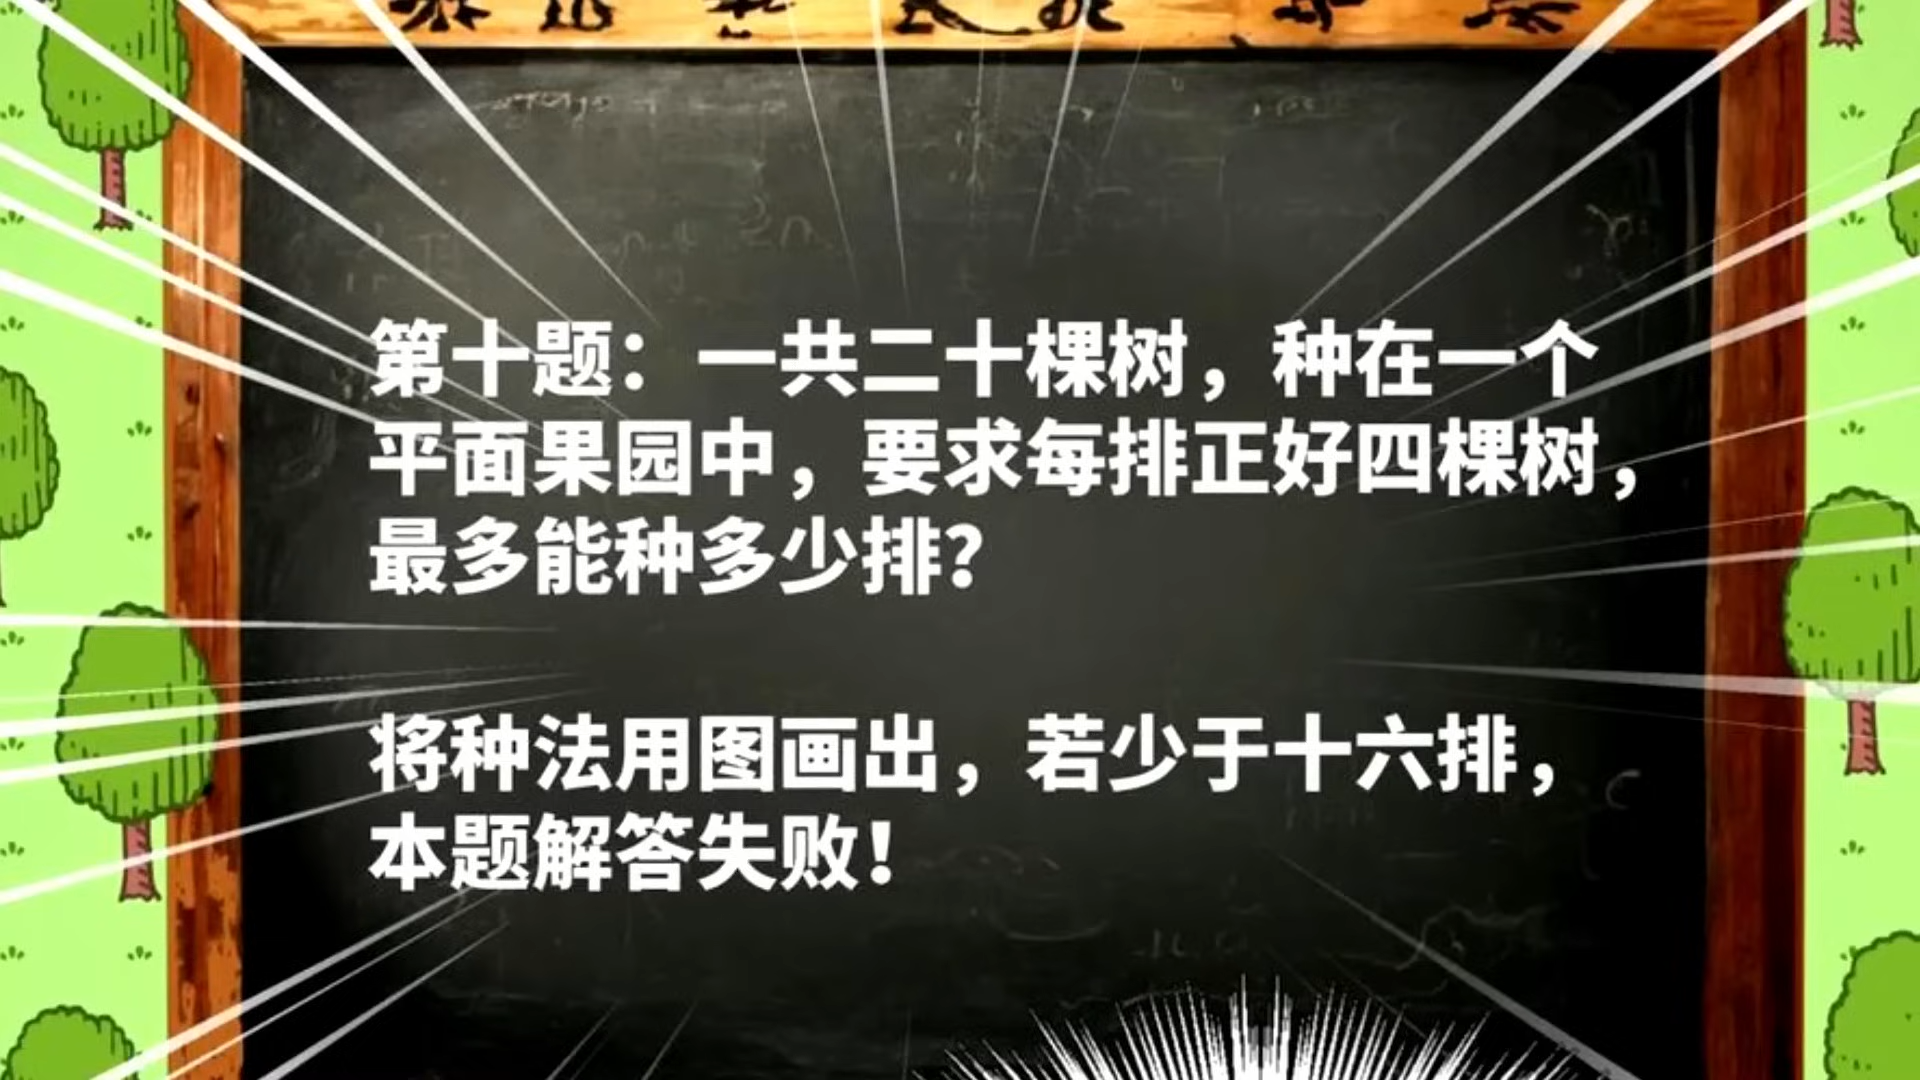 第十题：一共二十棵树，种在一个
平面果园中，要求每排正好四棵树，
最多能种多少排？
将种法用图画出，若少于十六排，
本题解答失败！